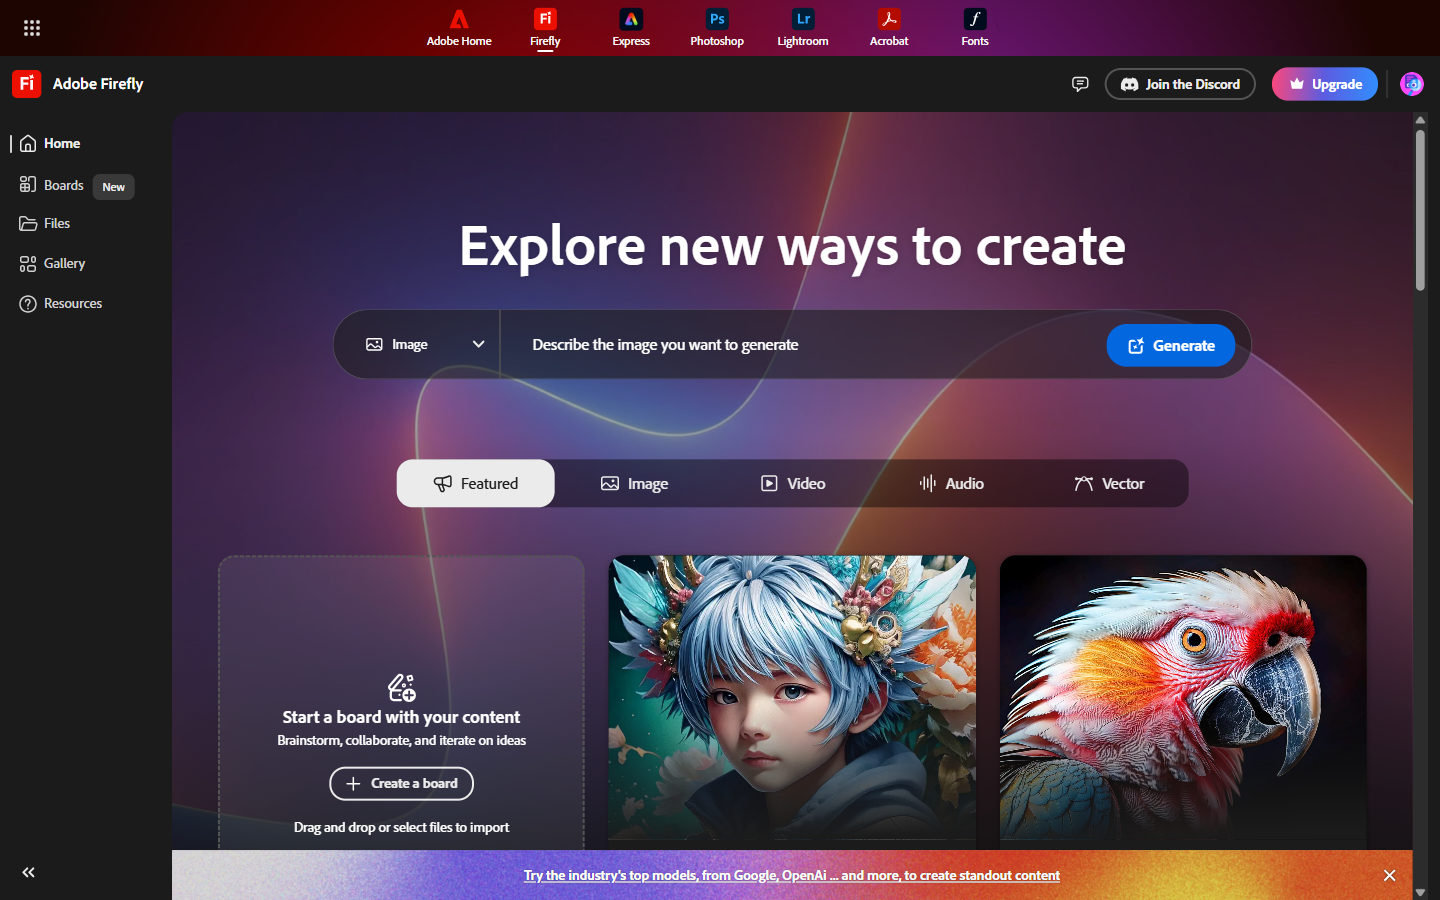 Adobe Home
Firefly
Express
Photoshop
Lightroom
Acrobat
Fonts
Fi
Ps
Lr
f
Fi
Adobe Firefly
Join the Discord
Upgrade
Home
Boards
New
Files
Gallery
Resources
Explore new ways to create
Image
Describe the image you want to generate
Generate
Featured
Image
Video
Audio
Vector
Start a board with your content
Brainstorm, collaborate, and iterate on ideas
Create a board
Drag and drop or select files to import
Try the industry's top models, from Google, OpenAi ... and more, to create standout content